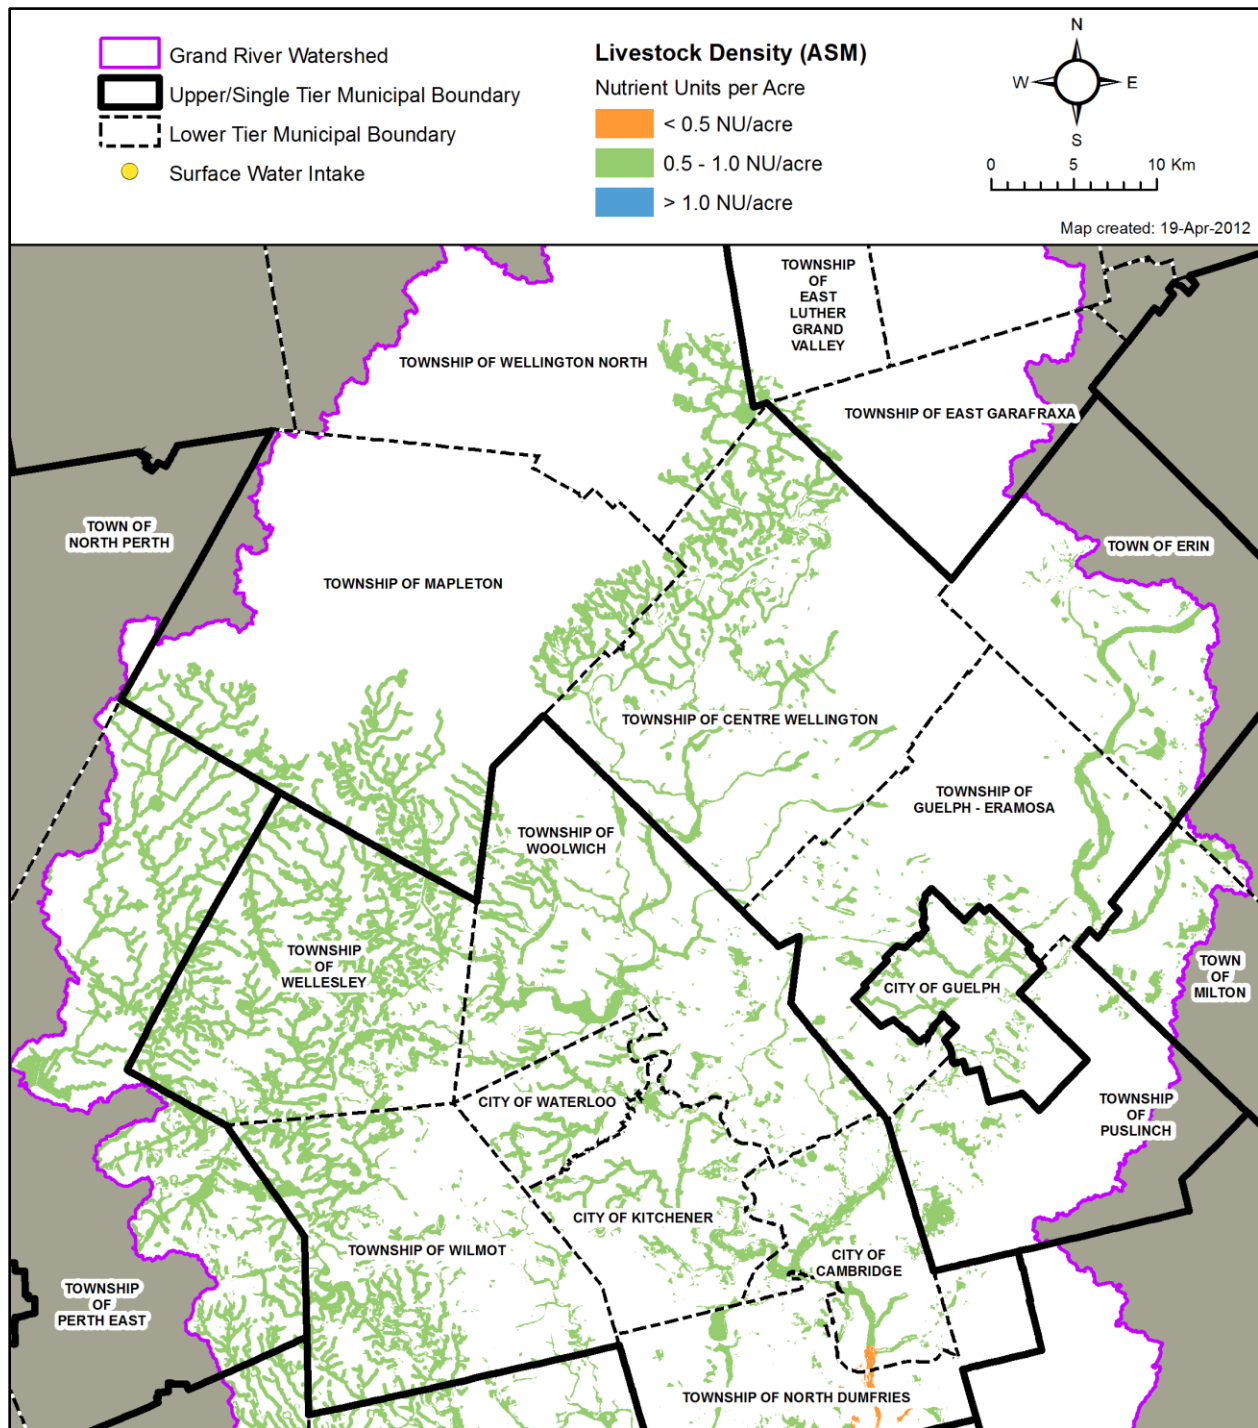 Grand River Watershed
Upper/Single Tier Municipal Boundary
Lower Tier Municipal Boundary
Surface Water Intake
Livestock Density (ASM)
Nutrient Units per Acre
< 0.5 NU/acre
0.5 - 1.0 NU/acre
> 1.0 NU/acre
N
W E
S
0 5 10 Km
Map created: 19-Apr-2012
TOWNSHIP
OF
EAST
LUTHER
GRAND
VALLEY
TOWNSHIP OF WELLINGTON NORTH
TOWNSHIP OF EAST GARAFRAXA
TOWN OF
NORTH PERTH
TOWN OF ERIN
TOWNSHIP OF MAPLETON
TOWNSHIP OF CENTRE WELLINGTON
TOWNSHIP OF
GUELPH - ERAMOSA
TOWNSHIP OF
WOOLWICH
TOWNSHIP
OF
WELLESLEY
CITY OF GUELPH
TOWN
OF
MILTON
CITY OF WATERLOO
TOWNSHIP
OF
PUSLINCH
CITY OF KITCHENER
TOWNSHIP OF WILMOT
CITY OF
CAMBRIDGE
TOWNSHIP
OF
PERTH EAST
TOWNSHIP OF NORTH DUMFRIES